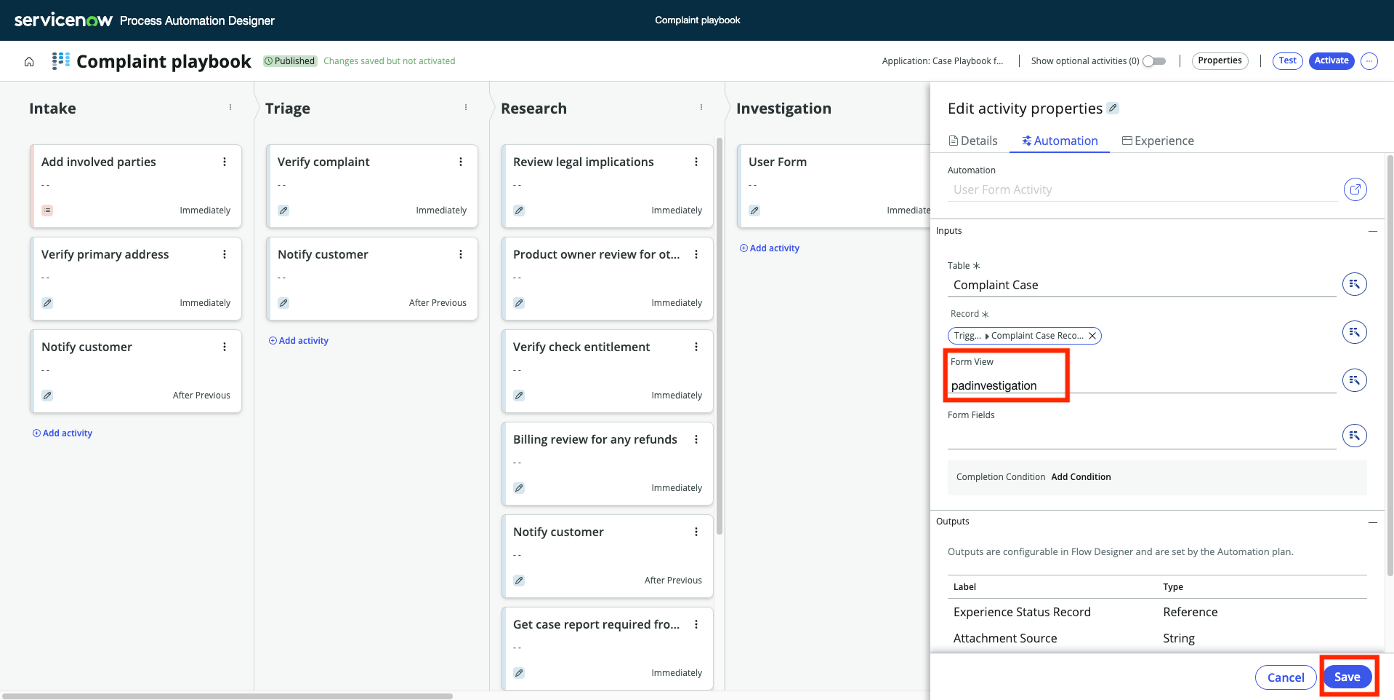 servicenow Process Automation Designer
Complaint playbook
Complaint playbook
Published
Changes saved but not activated
Application: Case Playbook f...
Show optional activities (0)
Properties
Test
Activate
Intake
Add involved parties
--
Immediately
Verify primary address
--
Immediately
Notify customer
--
After Previous
Add activity
Triage
Verify complaint
--
Immediately
Notify customer
--
After Previous
Add activity
Research
Review legal implications
--
Immediately
Product owner review for ot...
--
Immediately
Verify check entitlement
--
Immediately
Billing review for any refunds
--
Immediately
Notify customer
--
After Previous
Get case report required fro...
--
Immediately
Investigation
User Form
--
Immediate
Add activity
Edit activity properties
Details
Automation
Experience
Automation
User Form Activity
Inputs
Table *
Complaint Case
Record *
Trigg... ▸ Complaint Case Reco... ✕
Form View
padinvestigation
Form Fields
Completion Condition Add Condition
Outputs
Outputs are configurable in Flow Designer and are set by the Automation plan.
Label Type
Experience Status Record Reference
Attachment Source String
Cancel
Save